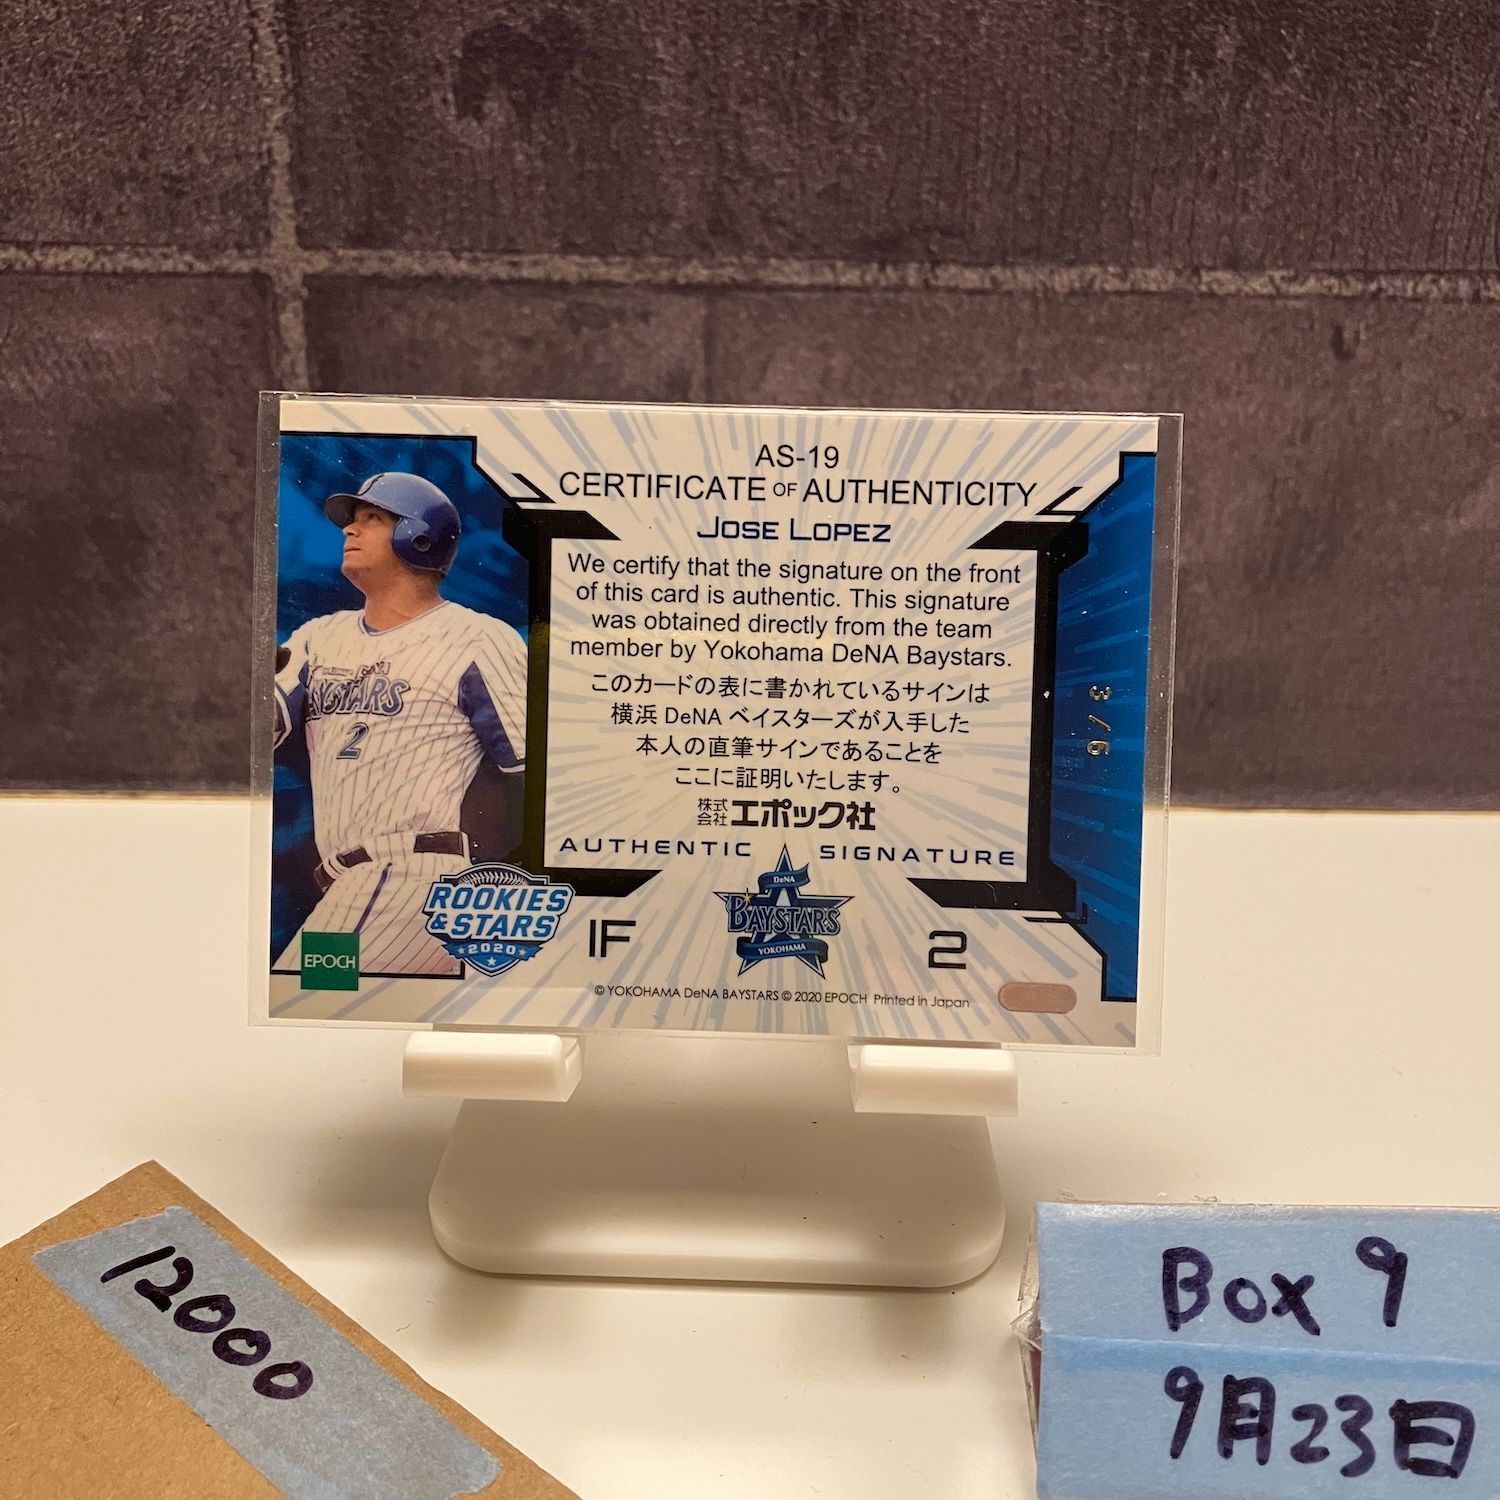 AS-19
CERTIFICATE OF AUTHENTICITY
JOSE LOPEZ
We certify that the signature on the front
of this card is authentic. This signature
was obtained directly from the team
member by Yokohama DeNA Baystars.
このカードの表に書かれているサインは
横浜 DeNA ベイスターズが入手した
本人の直筆サインであることを
ここに証明いたします。
株式会社 エポック社
AUTHENTIC SIGNATURE
BAYSTARS
2
ROOKIES
& STARS
2020
EPOCH
IF
DeNA
BAYSTARS
YOKOHAMA
2
© YOKOHAMA DeNA BAYSTARS © 2020 EPOCH Printed in Japan
12000
Box 9
9月23日